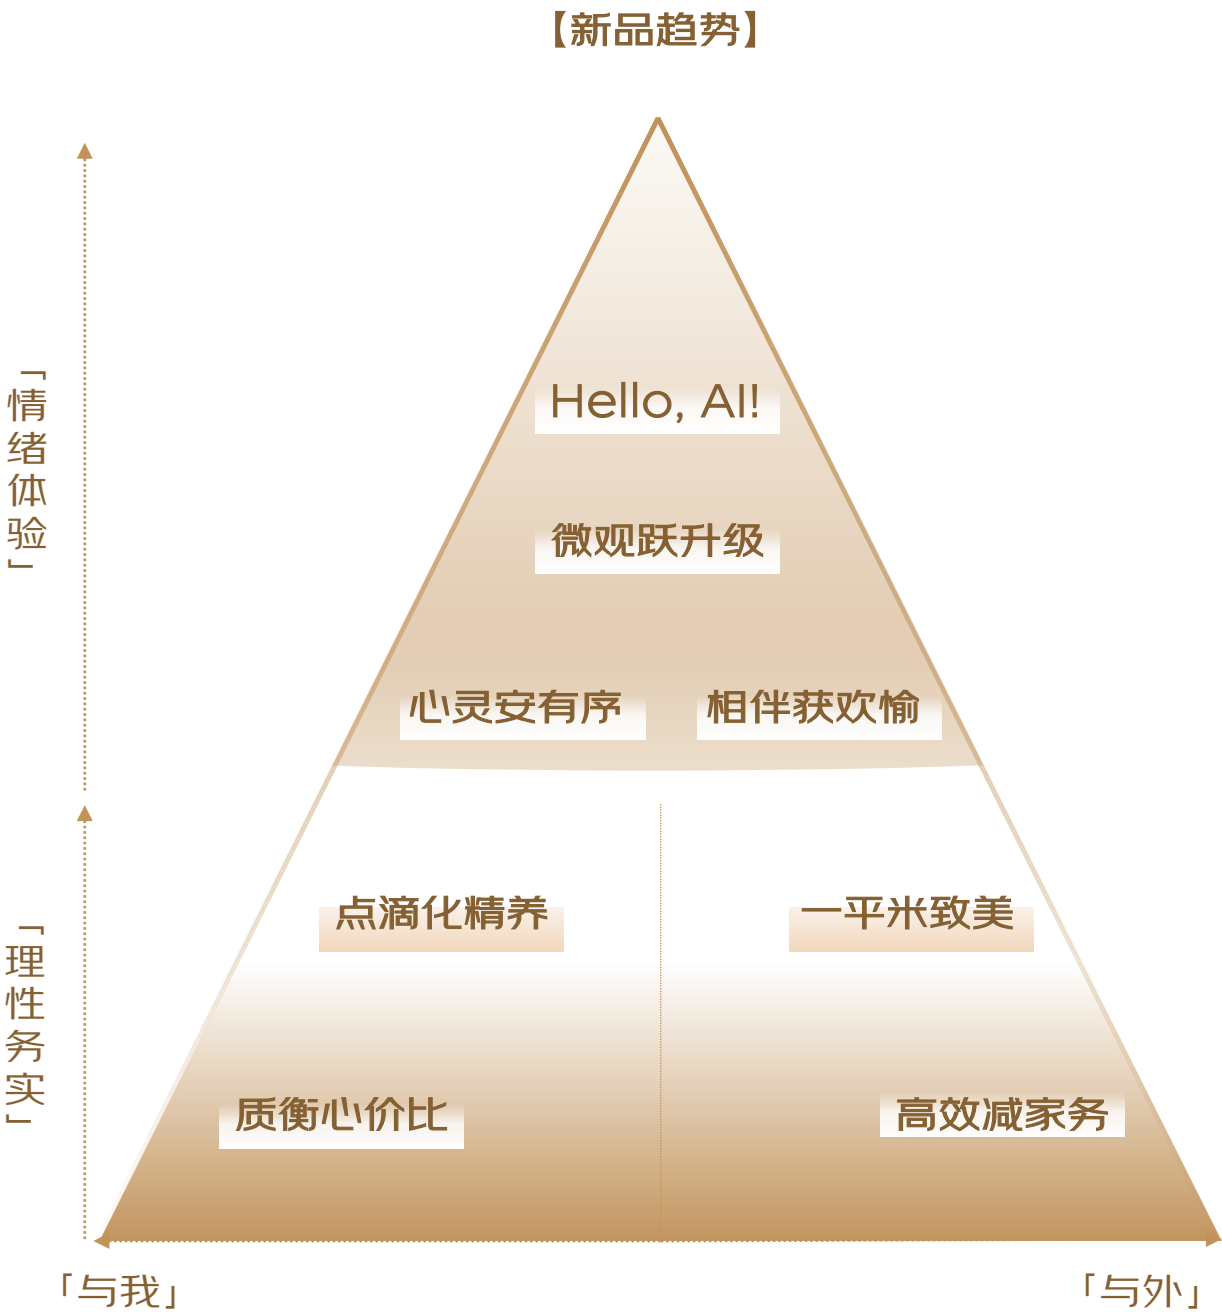 【新品趋势】
Hello, AI!
微观跃升级
心灵安有序
相伴获欢愉
「情绪体验」
点滴化精养
一平米致美
「理性务实」
质衡心价比
高效减家务
「与我」
「与外」